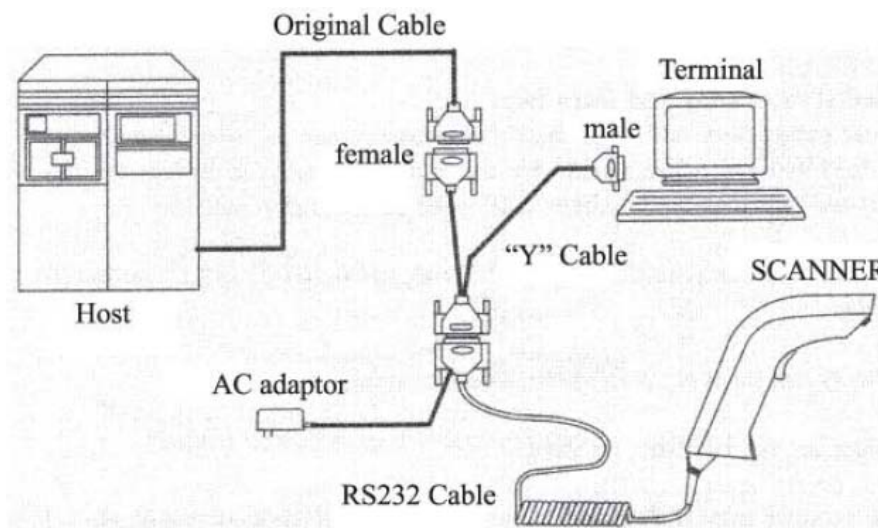 Original Cable
Terminal
female
male
"Y" Cable
SCANNER
Host
AC adaptor
RS232 Cable